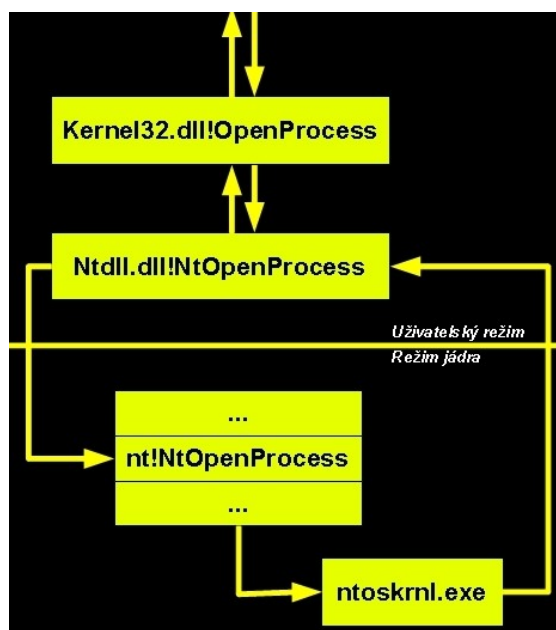 Kernel32.dll!OpenProcess
Ntdll.dll!NtOpenProcess
Uživatelský režim
Režim jádra
...
nt!NtOpenProcess
...
ntoskrnl.exe